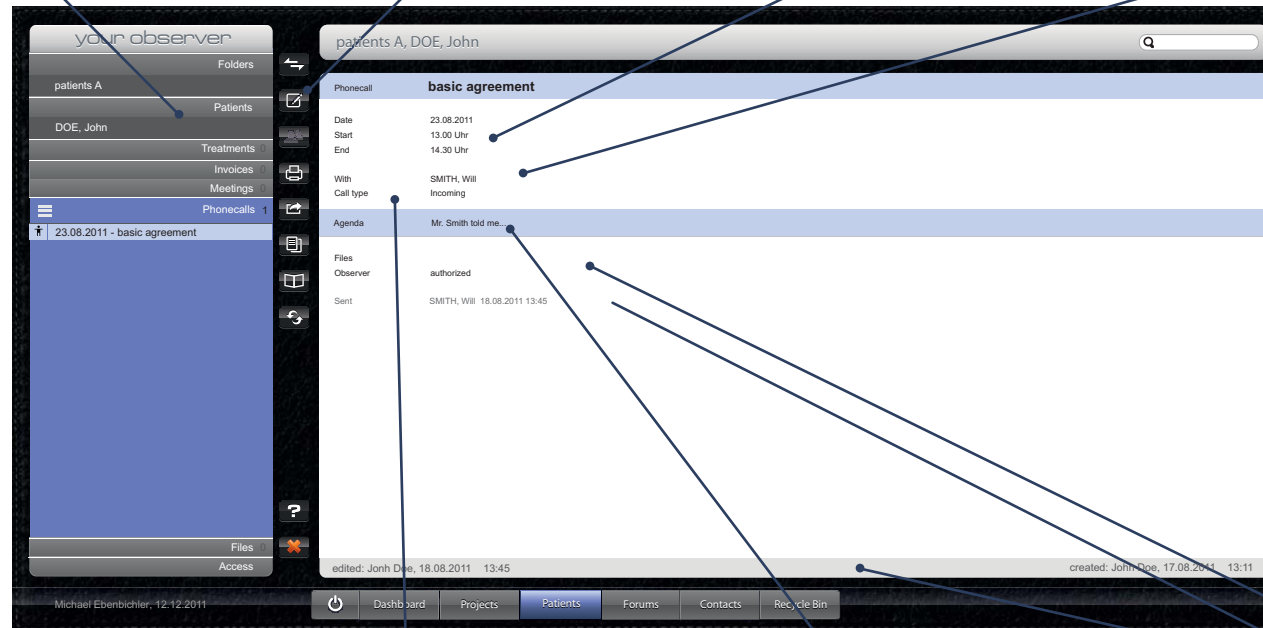 your observer
Folders
patients A
Patients
DOE, John
Treatments 0
Invoices 0
Meetings 0
Phonecalls 1
23.08.2011 - basic agreement
Files 0
Access
?
patients A, DOE, John
Phonecall basic agreement
Date 23.08.2011
Start 13.00 Uhr
End 14.30 Uhr
With SMITH, Will
Call type Incoming
Agenda Mr. Smith told me...
Files
Observer authorized
Sent SMITH, Will 18.08.2011 13:45
edited: Jonh Doe, 18.08.2011 13:45 created: John Doe, 17.08.2011 13:11
Michael Ebenbichler, 12.12.2011
Dashboard Projects Patients Forums Contacts Recycle Bin